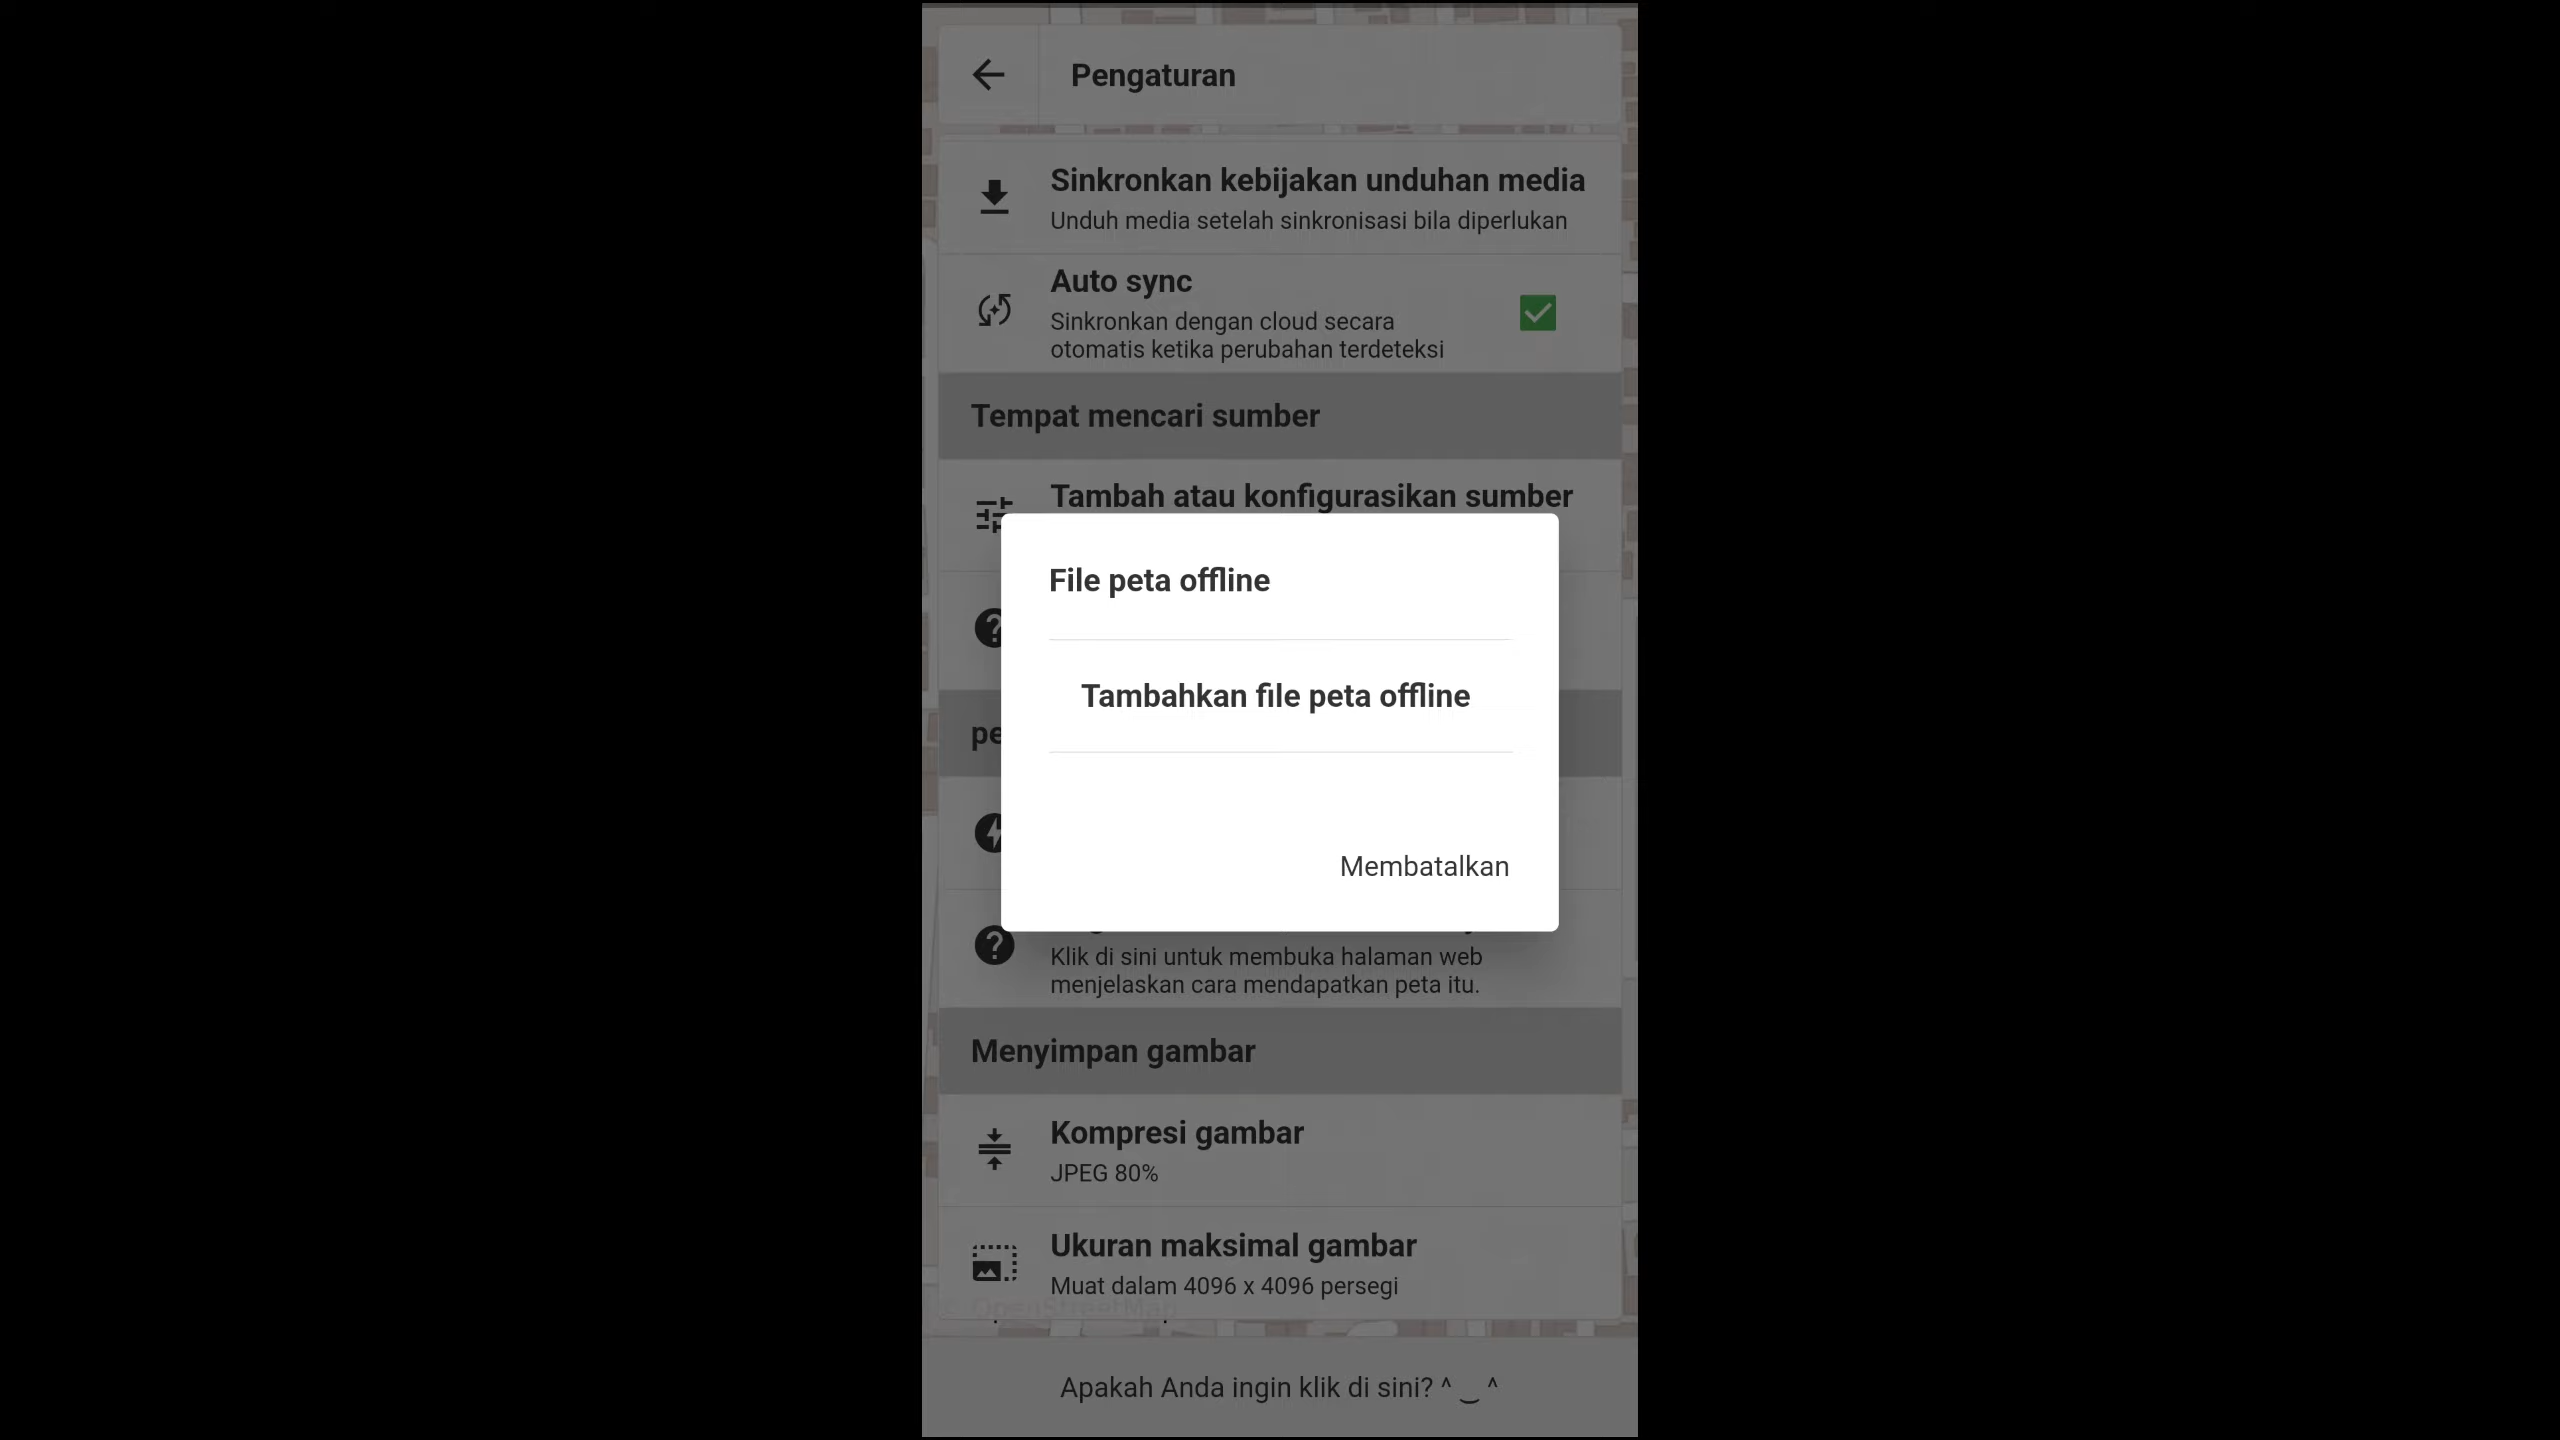 Pengaturan
Sinkronkan kebijakan unduhan media
Unduh media setelah sinkronisasi bila diperlukan
Auto sync
Sinkronkan dengan cloud secara
otomatis ketika perubahan terdeteksi
Tempat mencari sumber
Tambah atau konfigurasikan sumber
File peta offline
Tambahkan file peta offline
pe
Membatalkan
Klik di sini untuk membuka halaman web
menjelaskan cara mendapatkan peta itu.
Menyimpan gambar
Kompresi gambar
JPEG 80%
Ukuran maksimal gambar
Muat dalam 4096 x 4096 persegi
© OpenStreetMap
Apakah Anda ingin klik di sini? ^ ‿ ^